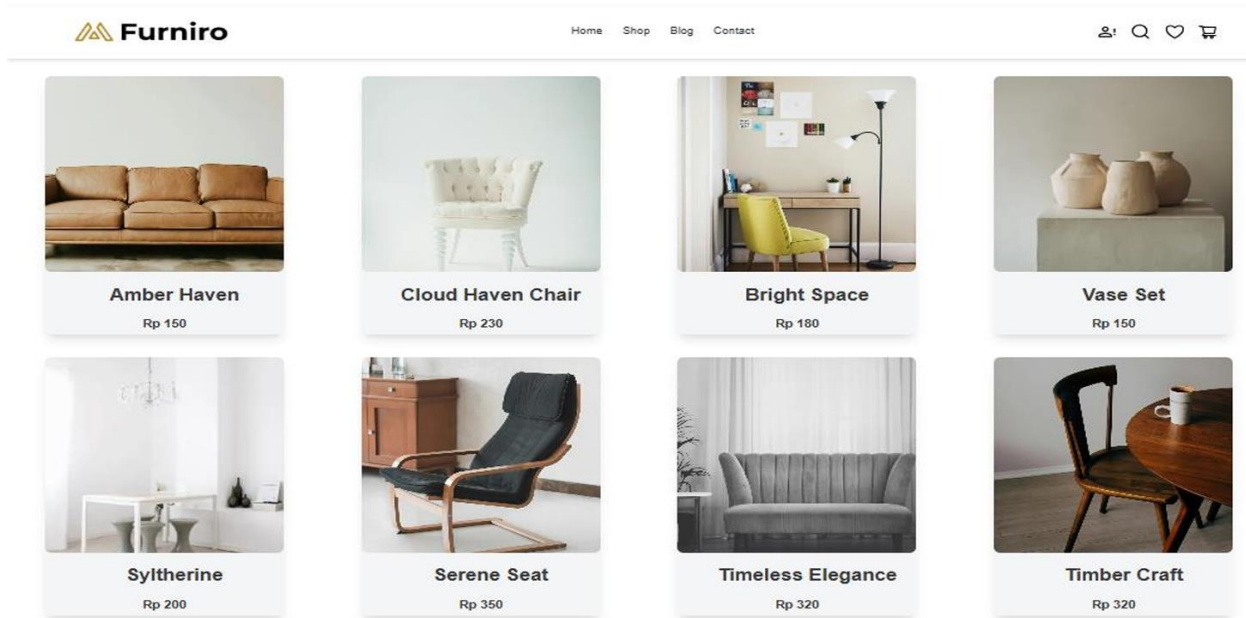 Furniro
Home Shop Blog Contact
Amber Haven Cloud Haven Chair Bright Space Vase Set
Rp 150 Rp 230 Rp 180 Rp 150
Syltherine Serene Seat Timeless Elegance Timber Craft
Rp 200 Rp 350 Rp 320 Rp 320